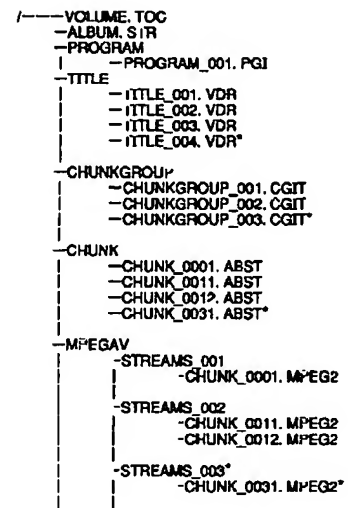 /———VOLUME. TOC
—ALBUM. STR
—PROGRAM
—PROGRAM_001. PGI
—TITLE
—TITLE_001. VDR
—TITLE_002. VDR
—TITLE_003. VDR
—TITLE_004. VDR*
—CHUNKGROUP
—CHUNKGROUP_001. CGIT
—CHUNKGROUP_002. CGIT
—CHUNKGROUP_003. CGIT*
—CHUNK
—CHUNK_0001. ABST
—CHUNK_0011. ABST
—CHUNK_0012. ABST
—CHUNK_0031. ABST*
—MPEGAV
-STREAMS_001
-CHUNK_0001. MPEG2
-STREAMS_002
-CHUNK_0011. MPEG2
-CHUNK_0012. MPEG2
-STREAMS_003*
-CHUNK_0031. MPEG2*